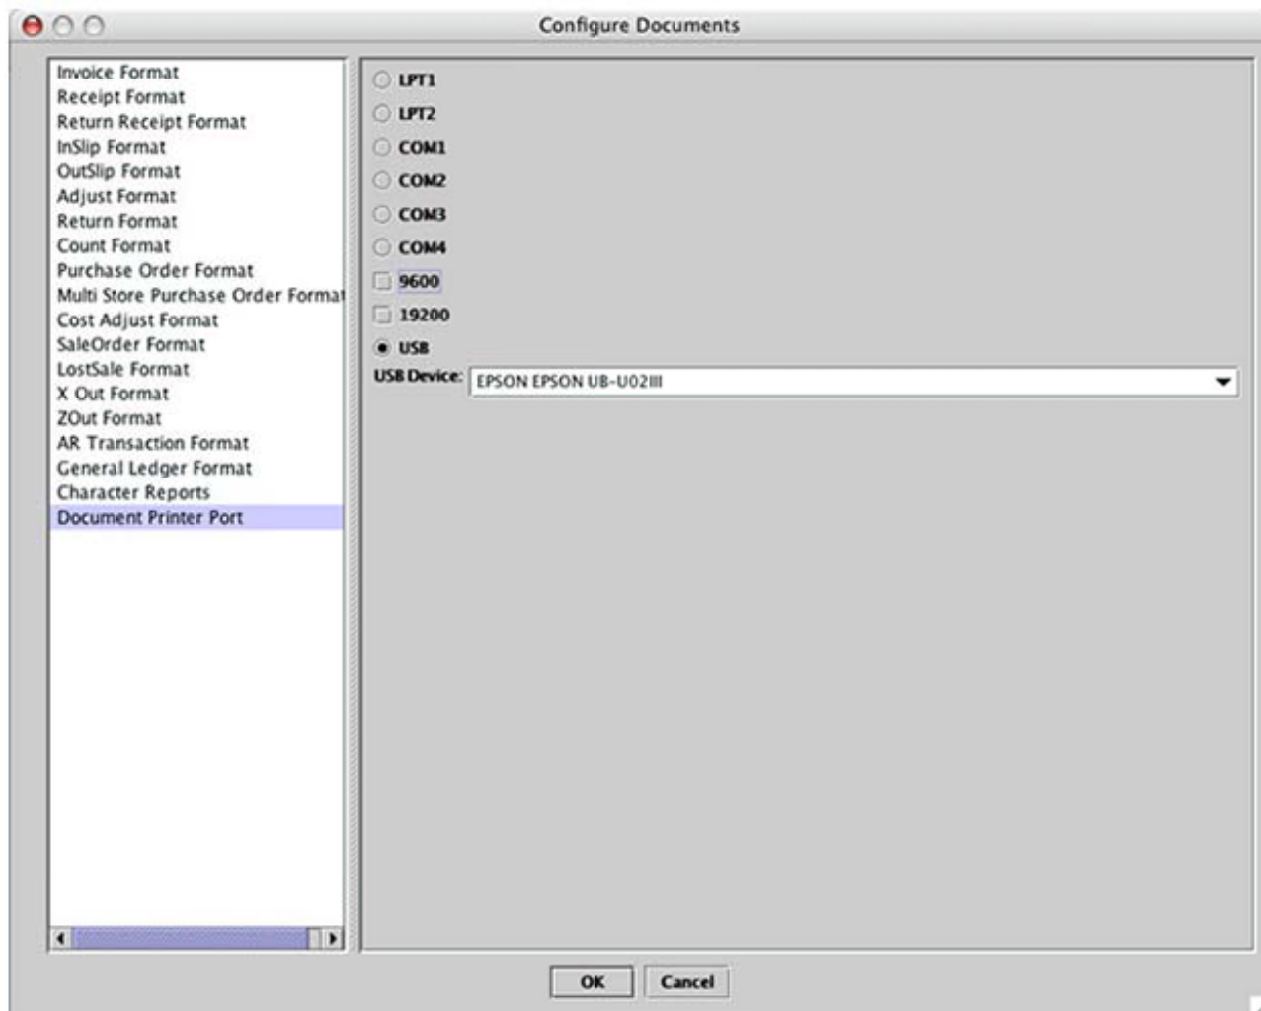 Configure Documents
Invoice Format
Receipt Format
Return Receipt Format
InSlip Format
OutSlip Format
Adjust Format
Return Format
Count Format
Purchase Order Format
Multi Store Purchase Order Format
Cost Adjust Format
SaleOrder Format
LostSale Format
X Out Format
ZOut Format
AR Transaction Format
General Ledger Format
Character Reports
Document Printer Port
LPT1
LPT2
COM1
COM2
COM3
COM4
9600
19200
USB
USB Device: EPSON EPSON UB-U02III
OK Cancel